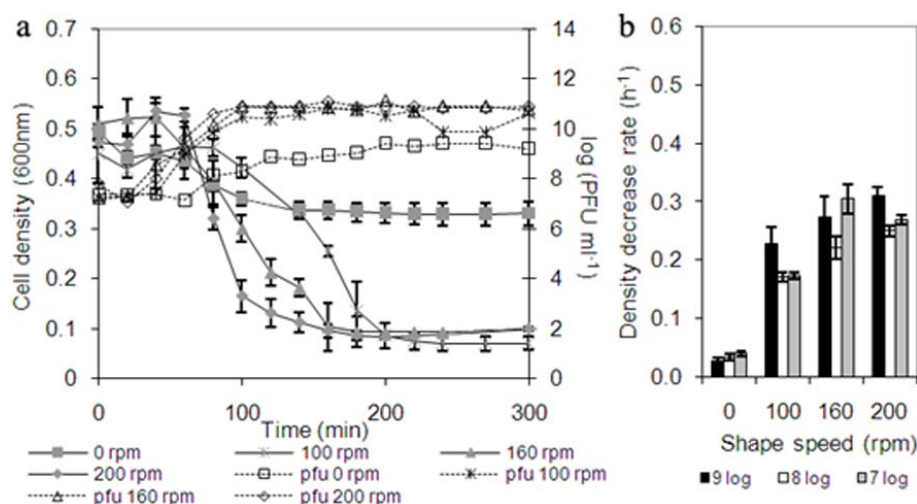 a
b
0.7
0.6
0.5
0.4
0.3
0.2
0.1
0
Cell density (600nm)
14
12
10
8
6
4
2
0
log (PFU ml-1)
0 100 200 300
Time (min)
0 rpm 100 rpm 160 rpm
200 rpm pfu 0 rpm pfu 100 rpm
pfu 160 rpm pfu 200 rpm
0.6
0.5
0.4
0.3
0.2
0.1
0.0
Density decrease rate (h-1)
0 100 160 200
Shape speed (rpm)
9 log 8 log 7 log